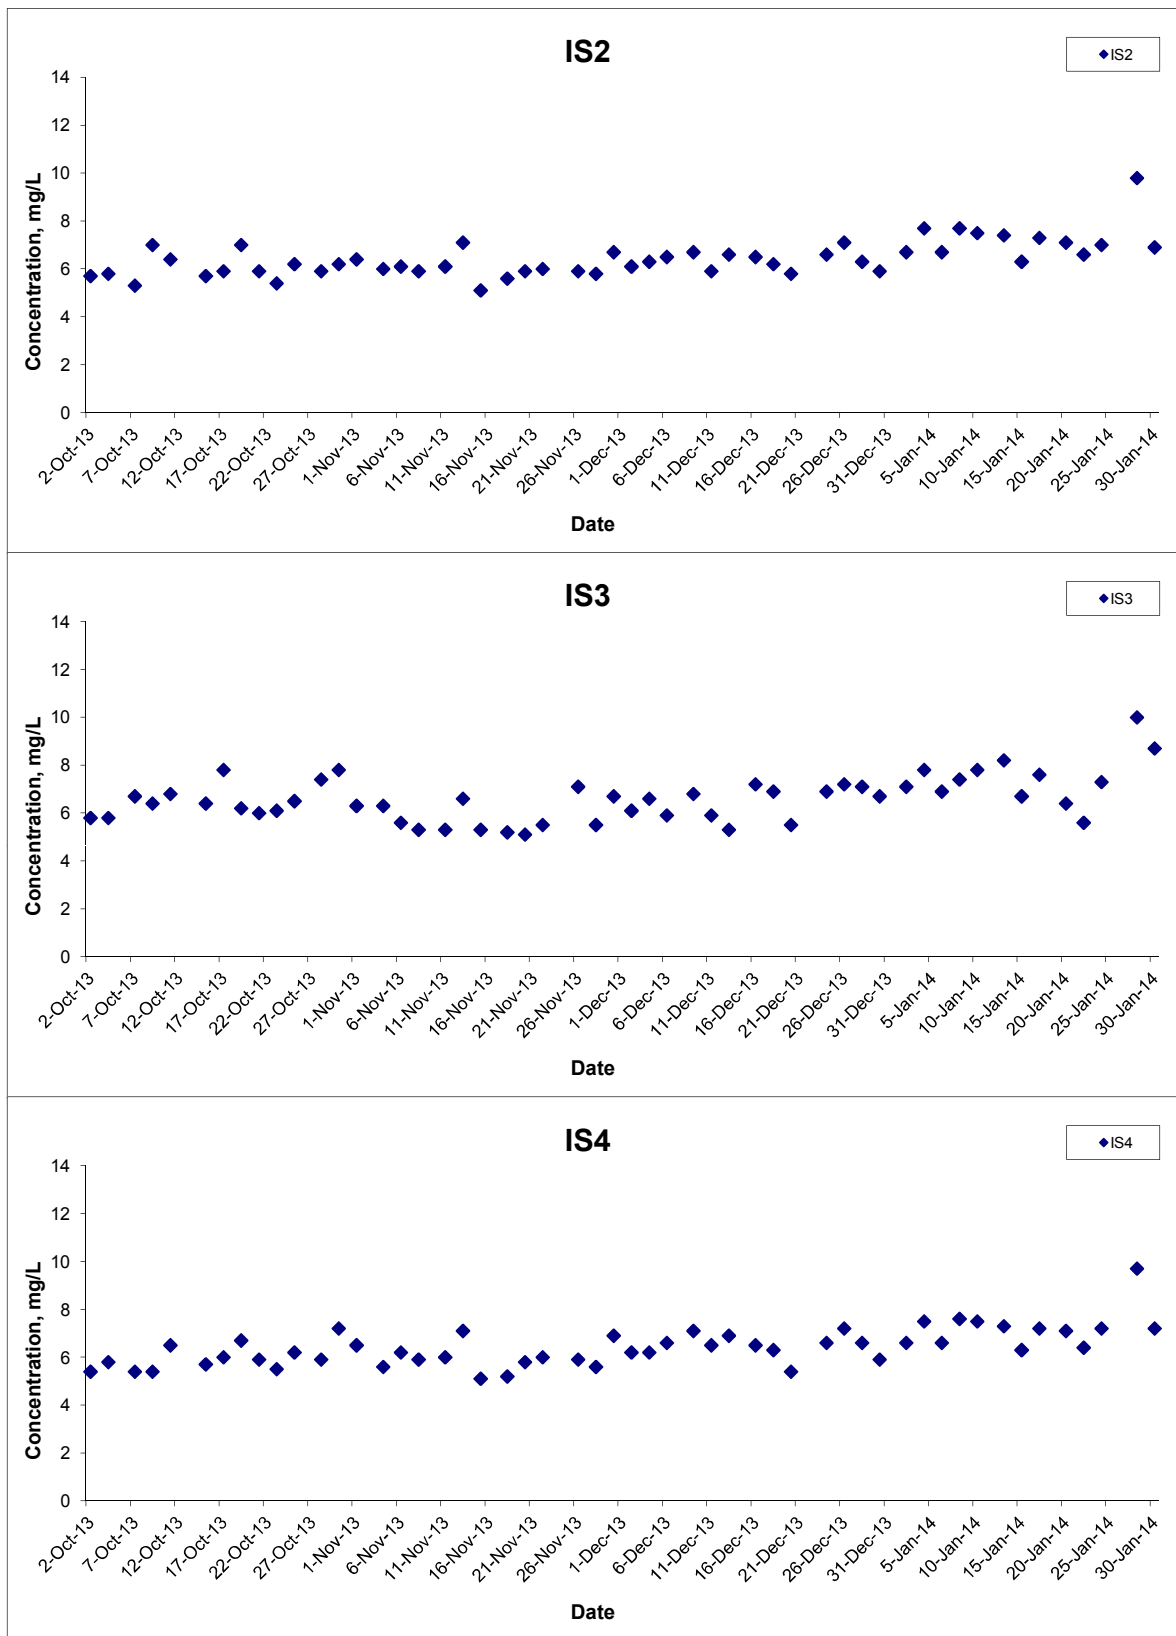 IS2
IS2
14
12
10
8
6
4
2
0
Concentration, mg/L
2-Oct-13
7-Oct-13
12-Oct-13
17-Oct-13
22-Oct-13
27-Oct-13
1-Nov-13
6-Nov-13
11-Nov-13
16-Nov-13
21-Nov-13
26-Nov-13
1-Dec-13
6-Dec-13
11-Dec-13
16-Dec-13
21-Dec-13
26-Dec-13
31-Dec-13
5-Jan-14
10-Jan-14
15-Jan-14
20-Jan-14
25-Jan-14
30-Jan-14
Date
IS3
IS3
14
12
10
8
6
4
2
0
Concentration, mg/L
2-Oct-13
7-Oct-13
12-Oct-13
17-Oct-13
22-Oct-13
27-Oct-13
1-Nov-13
6-Nov-13
11-Nov-13
16-Nov-13
21-Nov-13
26-Nov-13
1-Dec-13
6-Dec-13
11-Dec-13
16-Dec-13
21-Dec-13
26-Dec-13
31-Dec-13
5-Jan-14
10-Jan-14
15-Jan-14
20-Jan-14
25-Jan-14
30-Jan-14
Date
IS4
IS4
14
12
10
8
6
4
2
0
Concentration, mg/L
2-Oct-13
7-Oct-13
12-Oct-13
17-Oct-13
22-Oct-13
27-Oct-13
1-Nov-13
6-Nov-13
11-Nov-13
16-Nov-13
21-Nov-13
26-Nov-13
1-Dec-13
6-Dec-13
11-Dec-13
16-Dec-13
21-Dec-13
26-Dec-13
31-Dec-13
5-Jan-14
10-Jan-14
15-Jan-14
20-Jan-14
25-Jan-14
30-Jan-14
Date